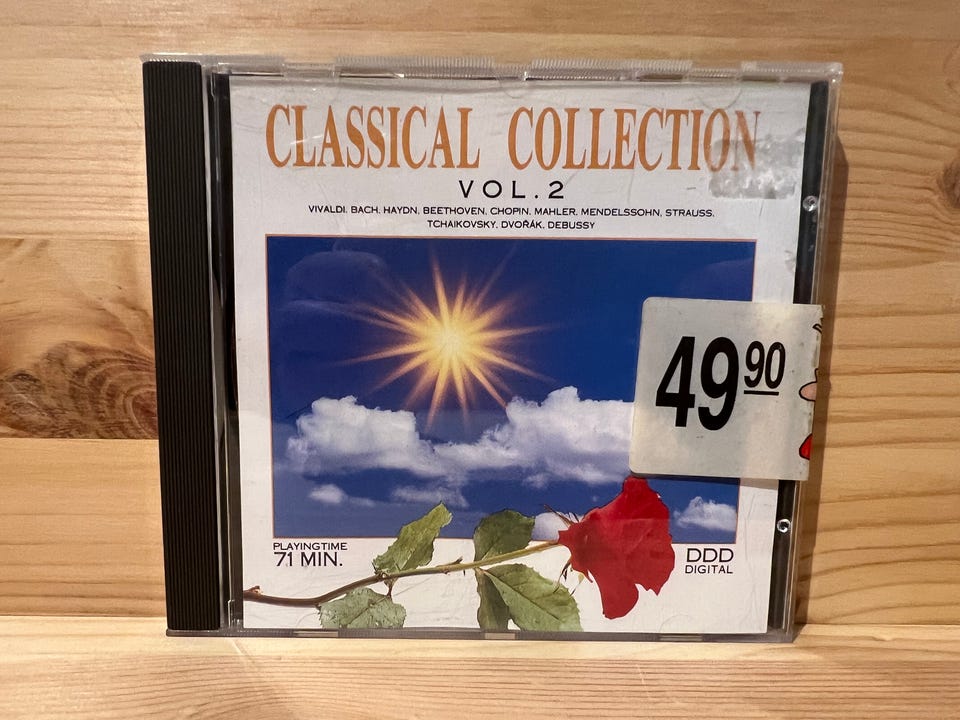 CLASSICAL COLLECTION
VOL. 2
VIVALDI, BACH, HAYDN, BEETHOVEN, CHOPIN, MAHLER, MENDELSSOHN, STRAUSS,
TCHAIKOVSKY, DVOŘÁK, DEBUSSY
49 90
PLAYINGTIME
71 MIN.
DDD
DIGITAL